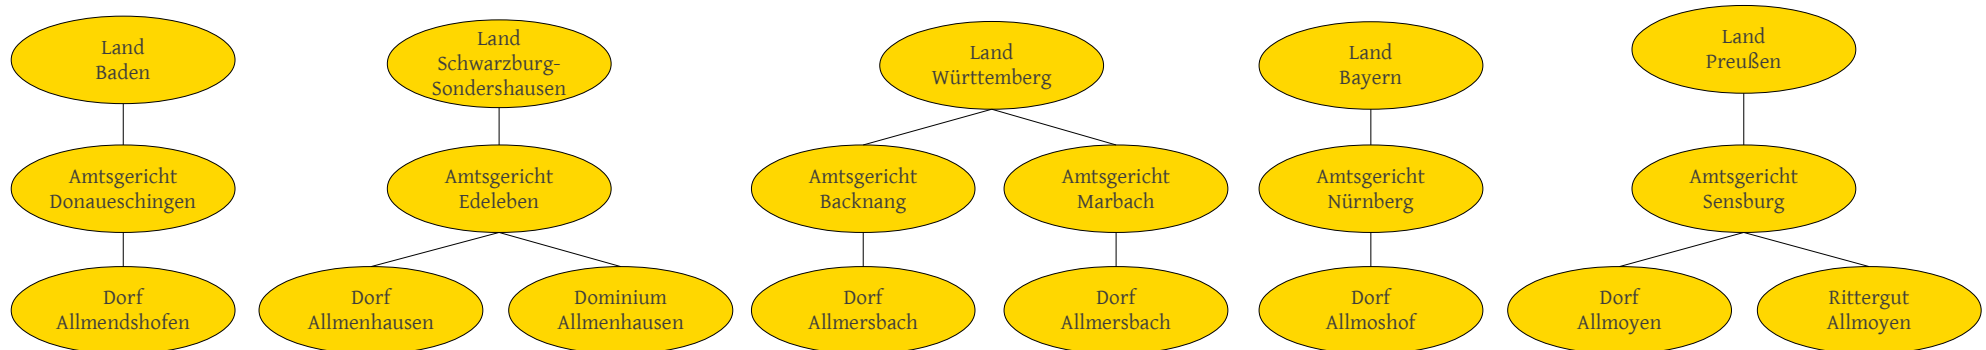 Land
Baden
Land
Schwarzburg-
Sondershausen
Land
Württemberg
Land
Bayern
Land
Preußen
Amtsgericht
Donaueschingen
Amtsgericht
Edeleben
Amtsgericht
Backnang
Amtsgericht
Marbach
Amtsgericht
Nürnberg
Amtsgericht
Sensburg
Dorf
Allmendshofen
Dorf
Allmenhausen
Dominium
Allmenhausen
Dorf
Allmersbach
Dorf
Allmersbach
Dorf
Allmoshof
Dorf
Allmoyen
Rittergut
Allmoyen